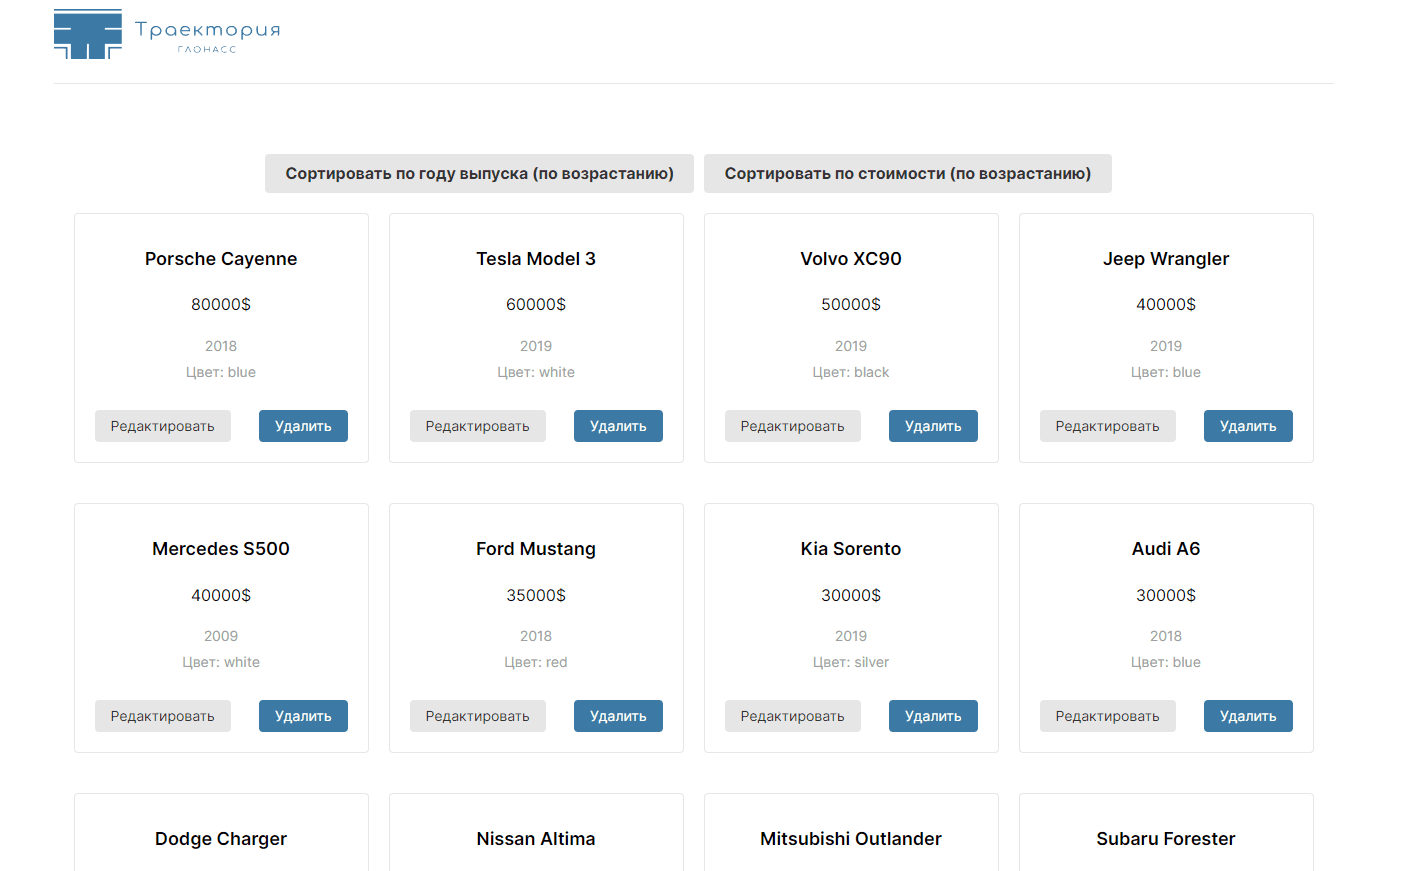 Траектория
ГЛОНАСС
Сортировать по году выпуска (по возрастанию)
Сортировать по стоимости (по возрастанию)
Porsche Cayenne
80000$
2018
Цвет: blue
Редактировать
Удалить
Tesla Model 3
60000$
2019
Цвет: white
Редактировать
Удалить
Volvo XC90
50000$
2019
Цвет: black
Редактировать
Удалить
Jeep Wrangler
40000$
2019
Цвет: blue
Редактировать
Удалить
Mercedes S500
40000$
2009
Цвет: white
Редактировать
Удалить
Ford Mustang
35000$
2018
Цвет: red
Редактировать
Удалить
Kia Sorento
30000$
2019
Цвет: silver
Редактировать
Удалить
Audi A6
30000$
2018
Цвет: blue
Редактировать
Удалить
Dodge Charger
Nissan Altima
Mitsubishi Outlander
Subaru Forester